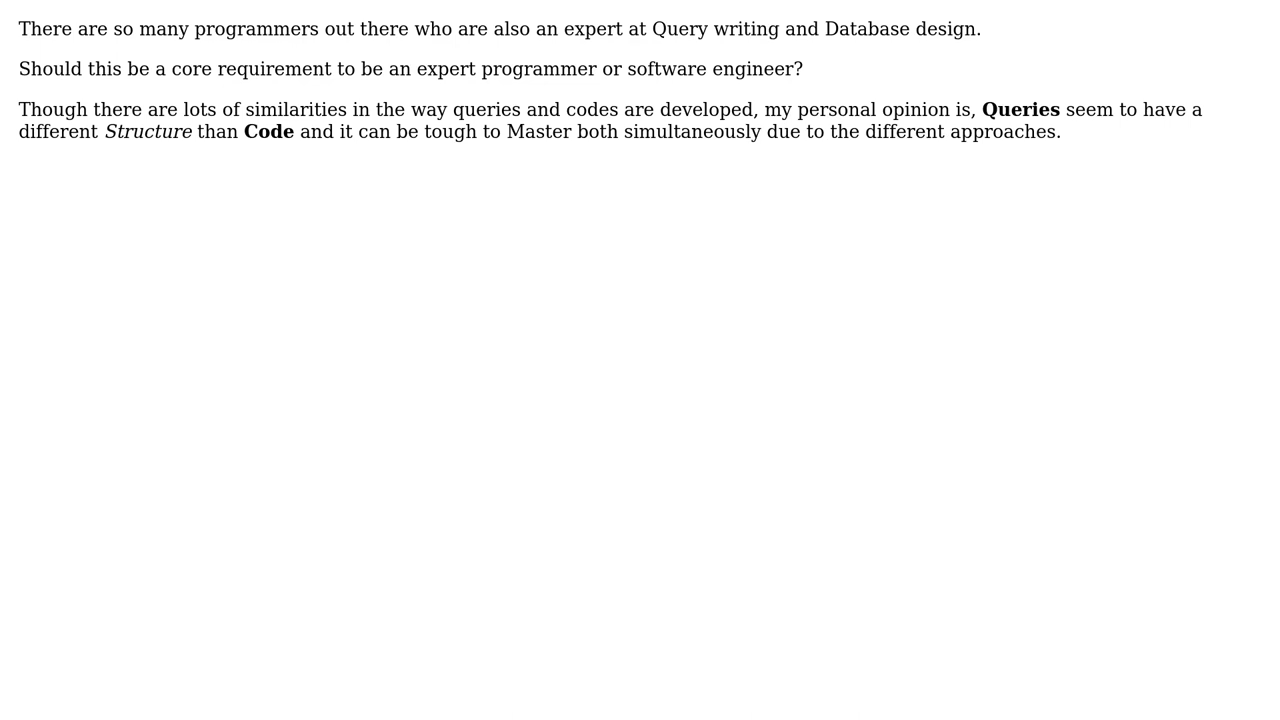 There are so many programmers out there who are also an expert at Query writing and Database design.
Should this be a core requirement to be an expert programmer or software engineer?
Though there are lots of similarities in the way queries and codes are developed, my personal opinion is, Queries seem to have a
different Structure than Code and it can be tough to Master both simultaneously due to the different approaches.